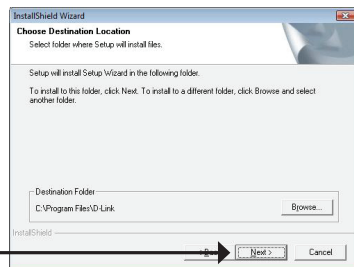 InstallShield Wizard
Choose Destination Location
Select folder where Setup will install files.
Setup will install Setup Wizard in the following folder.
To install to this folder, click Next. To install to a different folder, click Browse and select
another folder.
Destination Folder
C:\Program Files\D-Link
Browse...
InstallShield
Next >
Cancel